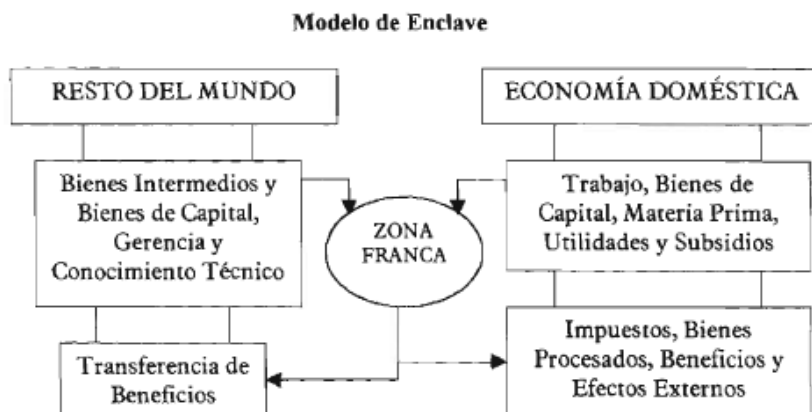 Modelo de Enclave
RESTO DEL MUNDO
ECONOMÍA DOMÉSTICA
Bienes Intermedios y
Bienes de Capital,
Gerencia y
Conocimiento Técnico
ZONA
FRANCA
Trabajo, Bienes de
Capital, Matería Prima,
Utilidades y Subsidios
Transferencia de
Beneficios
Impuestos, Bienes
Procesados, Beneficios y
Efectos Externos